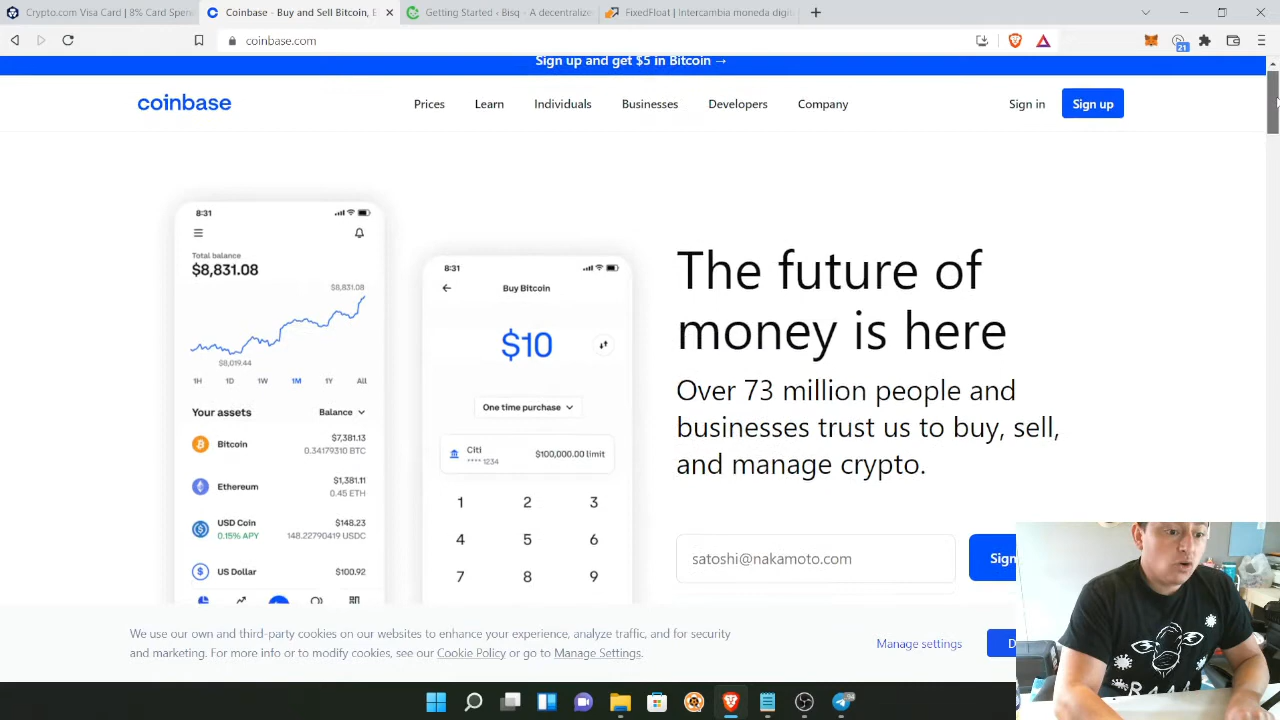 Crypto.com Visa Card | 8% Card Spen
Coinbase - Buy and Sell Bitcoin, E
Getting Started ‹ Bisq - A decentralize
FixedFloat | Intercambia moneda digit
coinbase.com
21
Sign up and get $5 in Bitcoin →
coinbase
Prices
Learn
Individuals
Businesses
Developers
Company
Sign in
Sign up
8:31
Total balance
$8,831.08
$8,831.08
$8,019.44
1H 1D 1W 1M 1Y All
Your assets
Balance
Bitcoin
$7,381.13
0.34179310 BTC
Ethereum
$1,381.11
0.45 ETH
USD Coin
$148.23
0.15% APY
148.22790419 USDC
US Dollar
$100.92
8:31
Buy Bitcoin
$10
One time purchase
Citi
**** 1234
$100,000.00 limit
1 2 3
4 5 6
7 8 9
The future of
money is here
Over 73 million people and
businesses trust us to buy, sell,
and manage crypto.
satoshi@nakamoto.com
Sign
We use our own and third-party cookies on our websites to enhance your experience, analyze traffic, and for security
and marketing. For more info or to modify cookies, see our Cookie Policy or go to Manage Settings.
Manage settings
D